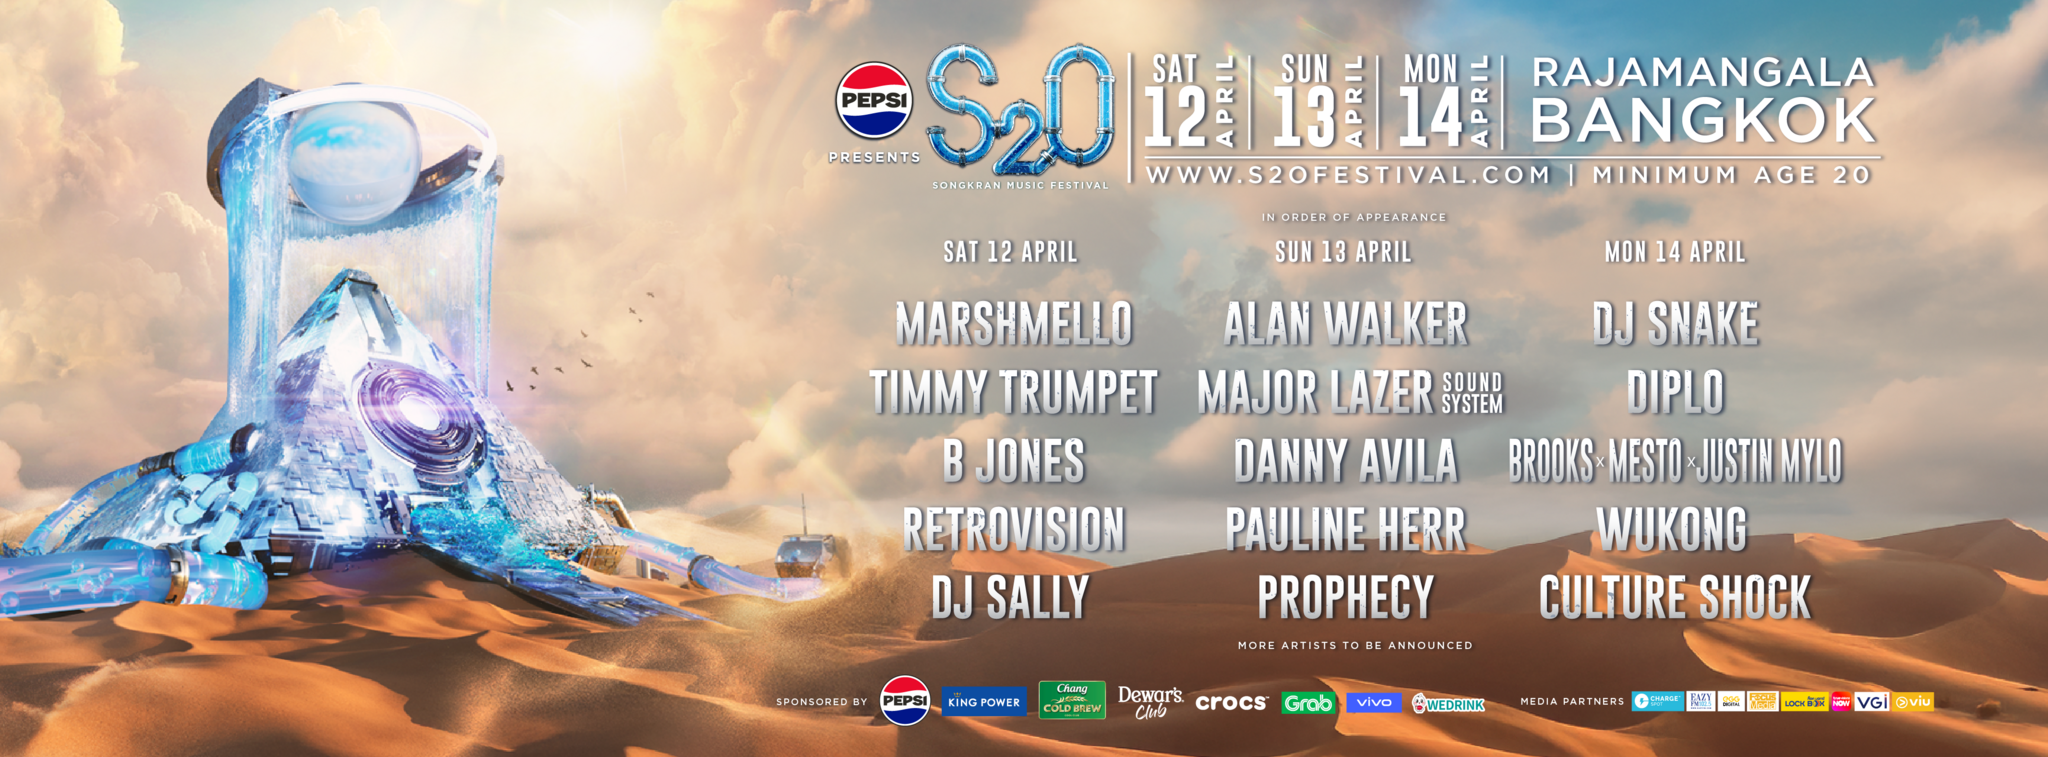 PEPSI
PRESENTS
S2O
SONGKRAN MUSIC FESTIVAL
SAT 12 APRIL
SUN 13 APRIL
MON 14 APRIL
RAJAMANGALA
BANGKOK
WWW.S2OFESTIVAL.COM | MINIMUM AGE 20
IN ORDER OF APPEARANCE
SAT 12 APRIL
MARSHMELLO
TIMMY TRUMPET
B JONES
RETROVISION
DJ SALLY
SUN 13 APRIL
ALAN WALKER
MAJOR LAZER SOUND SYSTEM
DANNY AVILA
PAULINE HERR
PROPHECY
MON 14 APRIL
DJ SNAKE
DIPLO
BROOKS X MESTO X JUSTIN MYLO
WUKONG
CULTURE SHOCK
MORE ARTISTS TO BE ANNOUNCED
SPONSORED BY
PEPSI
KING POWER
Chang
COLD BREW
Dewar's
Club
crocs™
Grab
vivo
WEDRINK
MEDIA PARTNERS
CHARGE
SPOT
EAZY
DIGITAL
LOCK BOX
NOW
VGI
viu